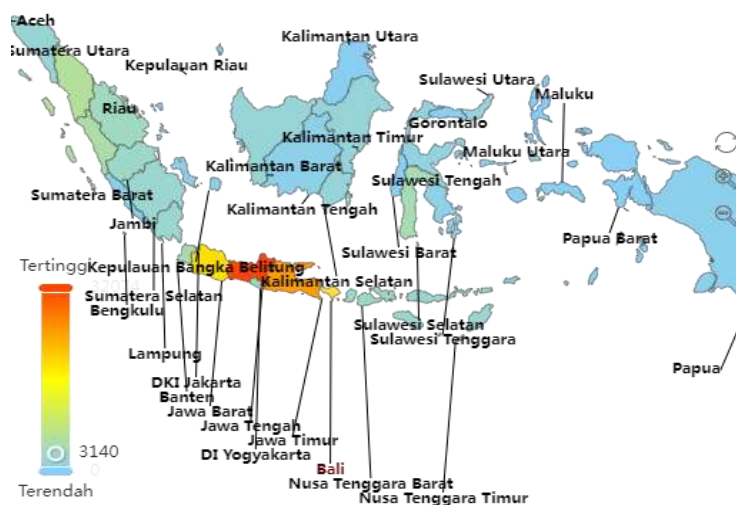 Aceh
Kalimantan Utara
Sumatera Utara
Kepulauan Riau
Sulawesi Utara
Maluku
Riau
Gorontalo
Kalimantan Timur
Maluku Utara
Kalimantan Barat
Sulawesi Tengah
Sumatera Barat
Kalimantan Tengah
Jambi
Papua Barat
Sulawesi Barat
Tertinggi
Kepulauan Bangka Belitung
Kalimantan Selatan
Sumatera Selatan
Bengkulu
Sulawesi Selatan
Sulawesi Tenggara
Lampung
Papua
DKI Jakarta
Banten
Jawa Barat
Jawa Tengah
Jawa Timur
3140
DI Yogyakarta
Bali
0
Nusa Tenggara Barat
Terendah
Nusa Tenggara Timur